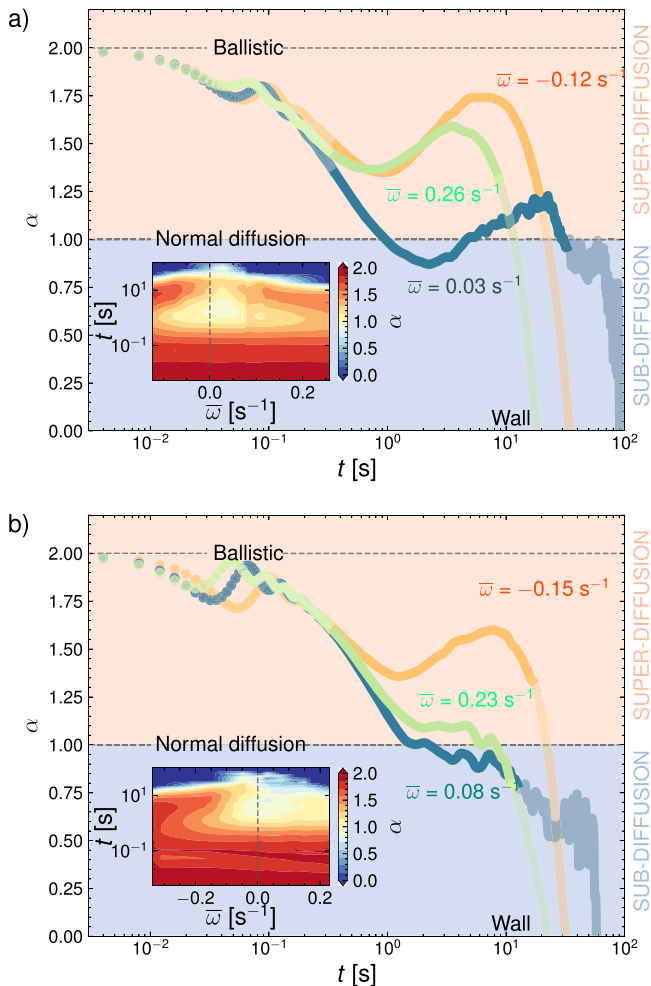 a)
2.00
1.75
1.50
1.25
1.00
0.75
0.50
0.25
0.00
α
Ballistic
ω̅ = −0.12 s⁻¹
ω̅ = 0.26 s⁻¹
ω̅ = 0.03 s⁻¹
Normal diffusion
Wall
SUPER-DIFFUSION
SUB-DIFFUSION
10¹
10⁻¹
t [s]
0.0 0.2
ω̅ [s⁻¹]
2.0
1.5
1.0
0.5
0.0
α
10⁻² 10⁻¹ 10⁰ 10¹ 10²
t [s]
b)
2.00
1.75
1.50
1.25
1.00
0.75
0.50
0.25
0.00
α
Ballistic
ω̅ = −0.15 s⁻¹
ω̅ = 0.23 s⁻¹
ω̅ = 0.08 s⁻¹
Normal diffusion
Wall
SUPER-DIFFUSION
SUB-DIFFUSION
10¹
10⁻¹
t [s]
−0.2 0.0 0.2
ω̅ [s⁻¹]
2.0
1.5
1.0
0.5
0.0
α
10⁻² 10⁻¹ 10⁰ 10¹ 10²
t [s]